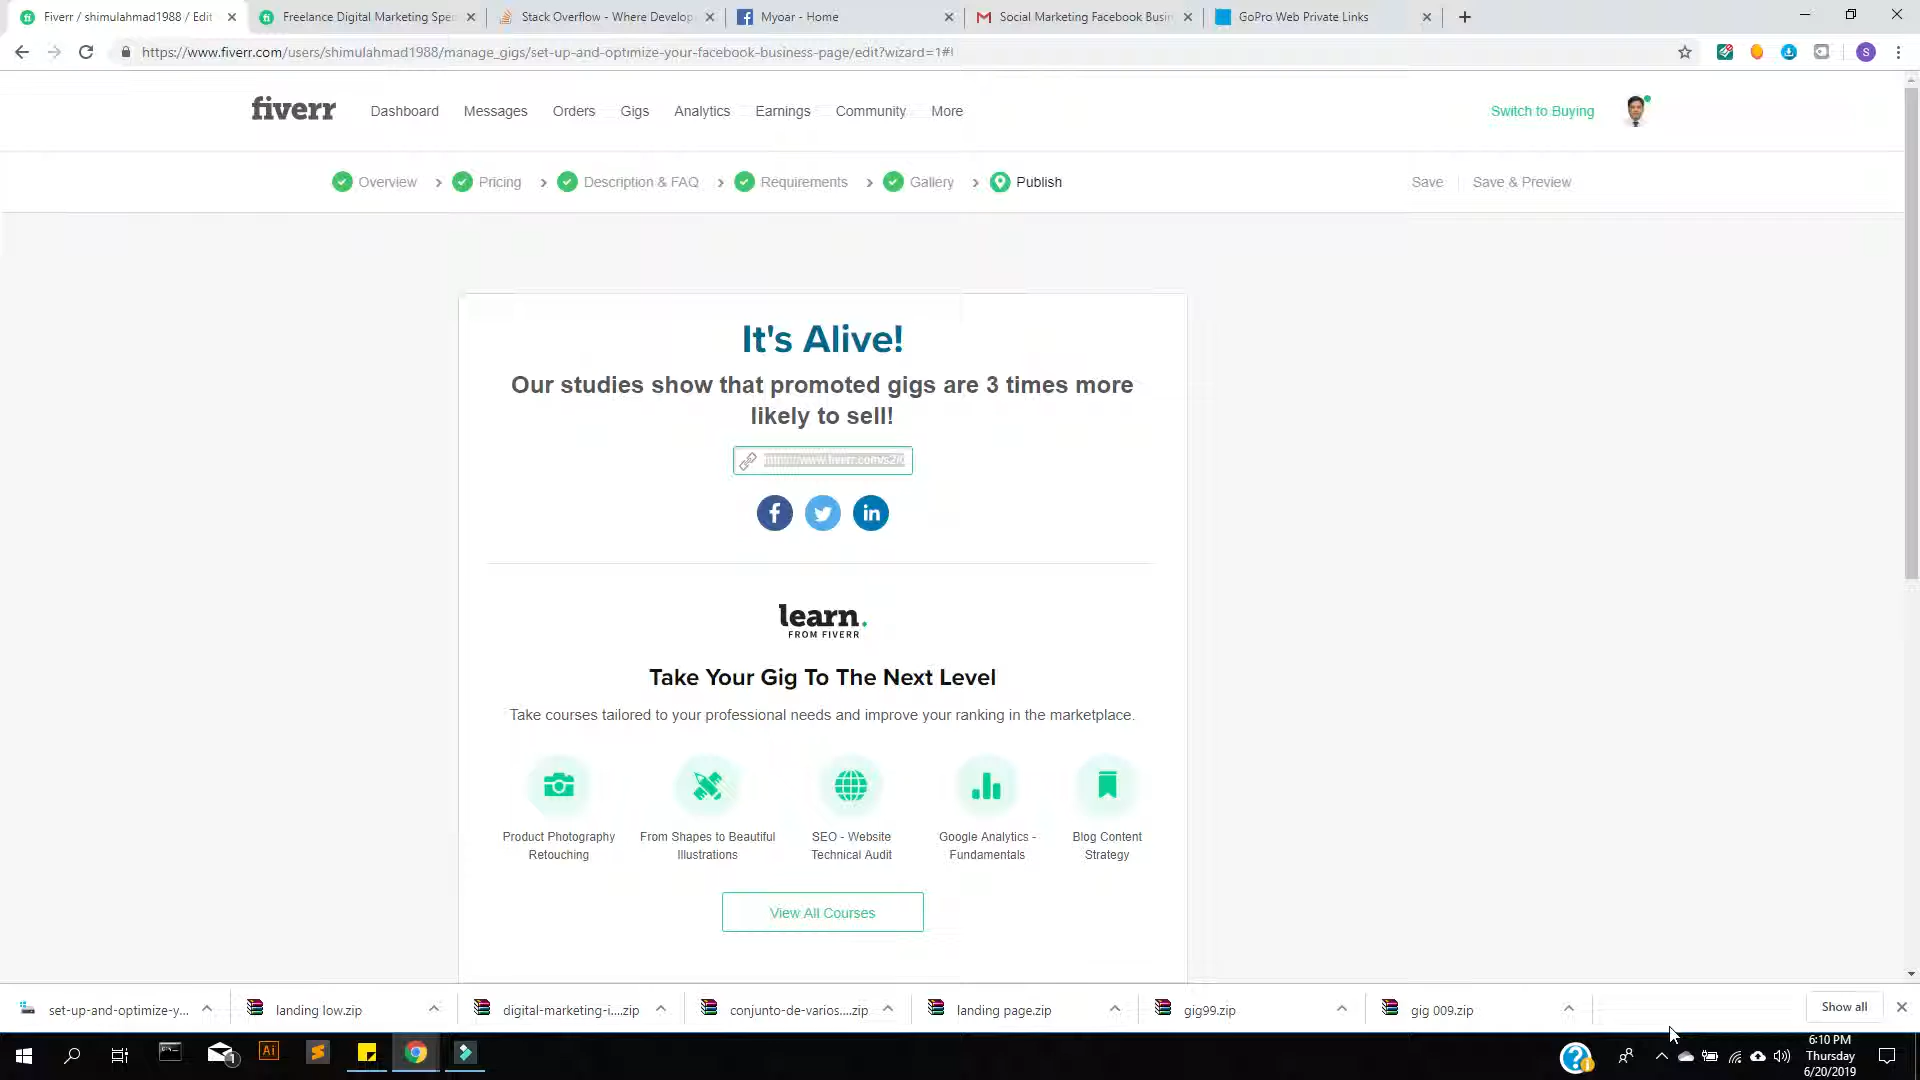 Fiverr / shimulahmad1988 / Edit
Freelance Digital Marketing Spe
Stack Overflow - Where Develop
Myoar - Home
Social Marketing Facebook Busin
GoPro Web Private Links
https://www.fiverr.com/users/shimulahmad1988/manage_gigs/set-up-and-optimize-your-facebook-business-page/edit?wizard=1#!
S
fiverr
Dashboard
Messages
Orders
Gigs
Analytics
Earnings
Community
More
Switch to Buying
Overview
Pricing
Description & FAQ
Requirements
Gallery
Publish
Save
Save & Preview
It's Alive!
Our studies show that promoted gigs are 3 times more
likely to sell!
learn.
FROM FIVERR
Take Your Gig To The Next Level
Take courses tailored to your professional needs and improve your ranking in the marketplace.
Product Photography
Retouching
From Shapes to Beautiful
Illustrations
SEO - Website
Technical Audit
Google Analytics -
Fundamentals
Blog Content
Strategy
View All Courses
set-up-and-optimize-y...
landing low.zip
digital-marketing-i....zip
conjunto-de-varios....zip
landing page.zip
gig99.zip
gig 009.zip
Show all
1
Ai
6:10 PM
Thursday
6/20/2019